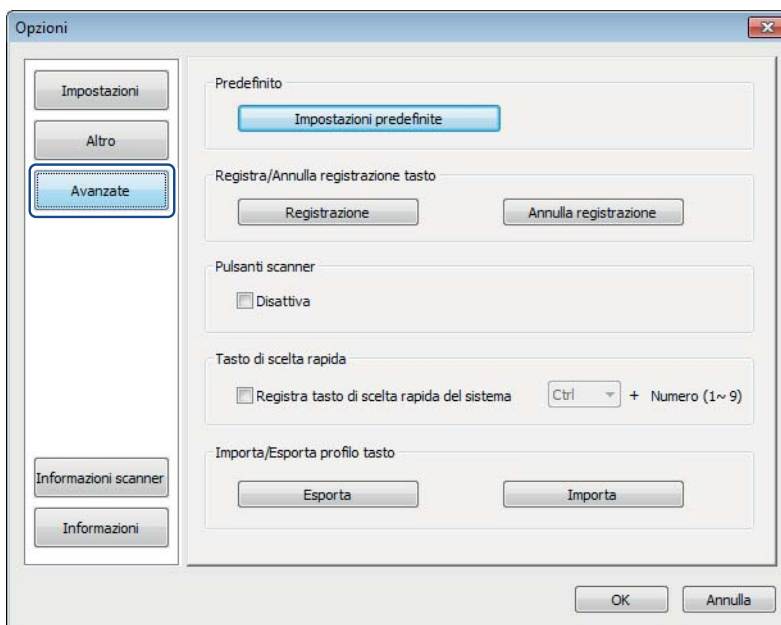 Opzioni
Impostazioni
Altro
Avanzate
Informazioni scanner
Informazioni
Predefinito
Impostazioni predefinite
Registra/Annulla registrazione tasto
Registrazione Annulla registrazione
Pulsanti scanner
Disattiva
Tasto di scelta rapida
Registra tasto di scelta rapida del sistema Ctrl + Numero (1~ 9)
Importa/Esporta profilo tasto
Esporta Importa
OK Annulla